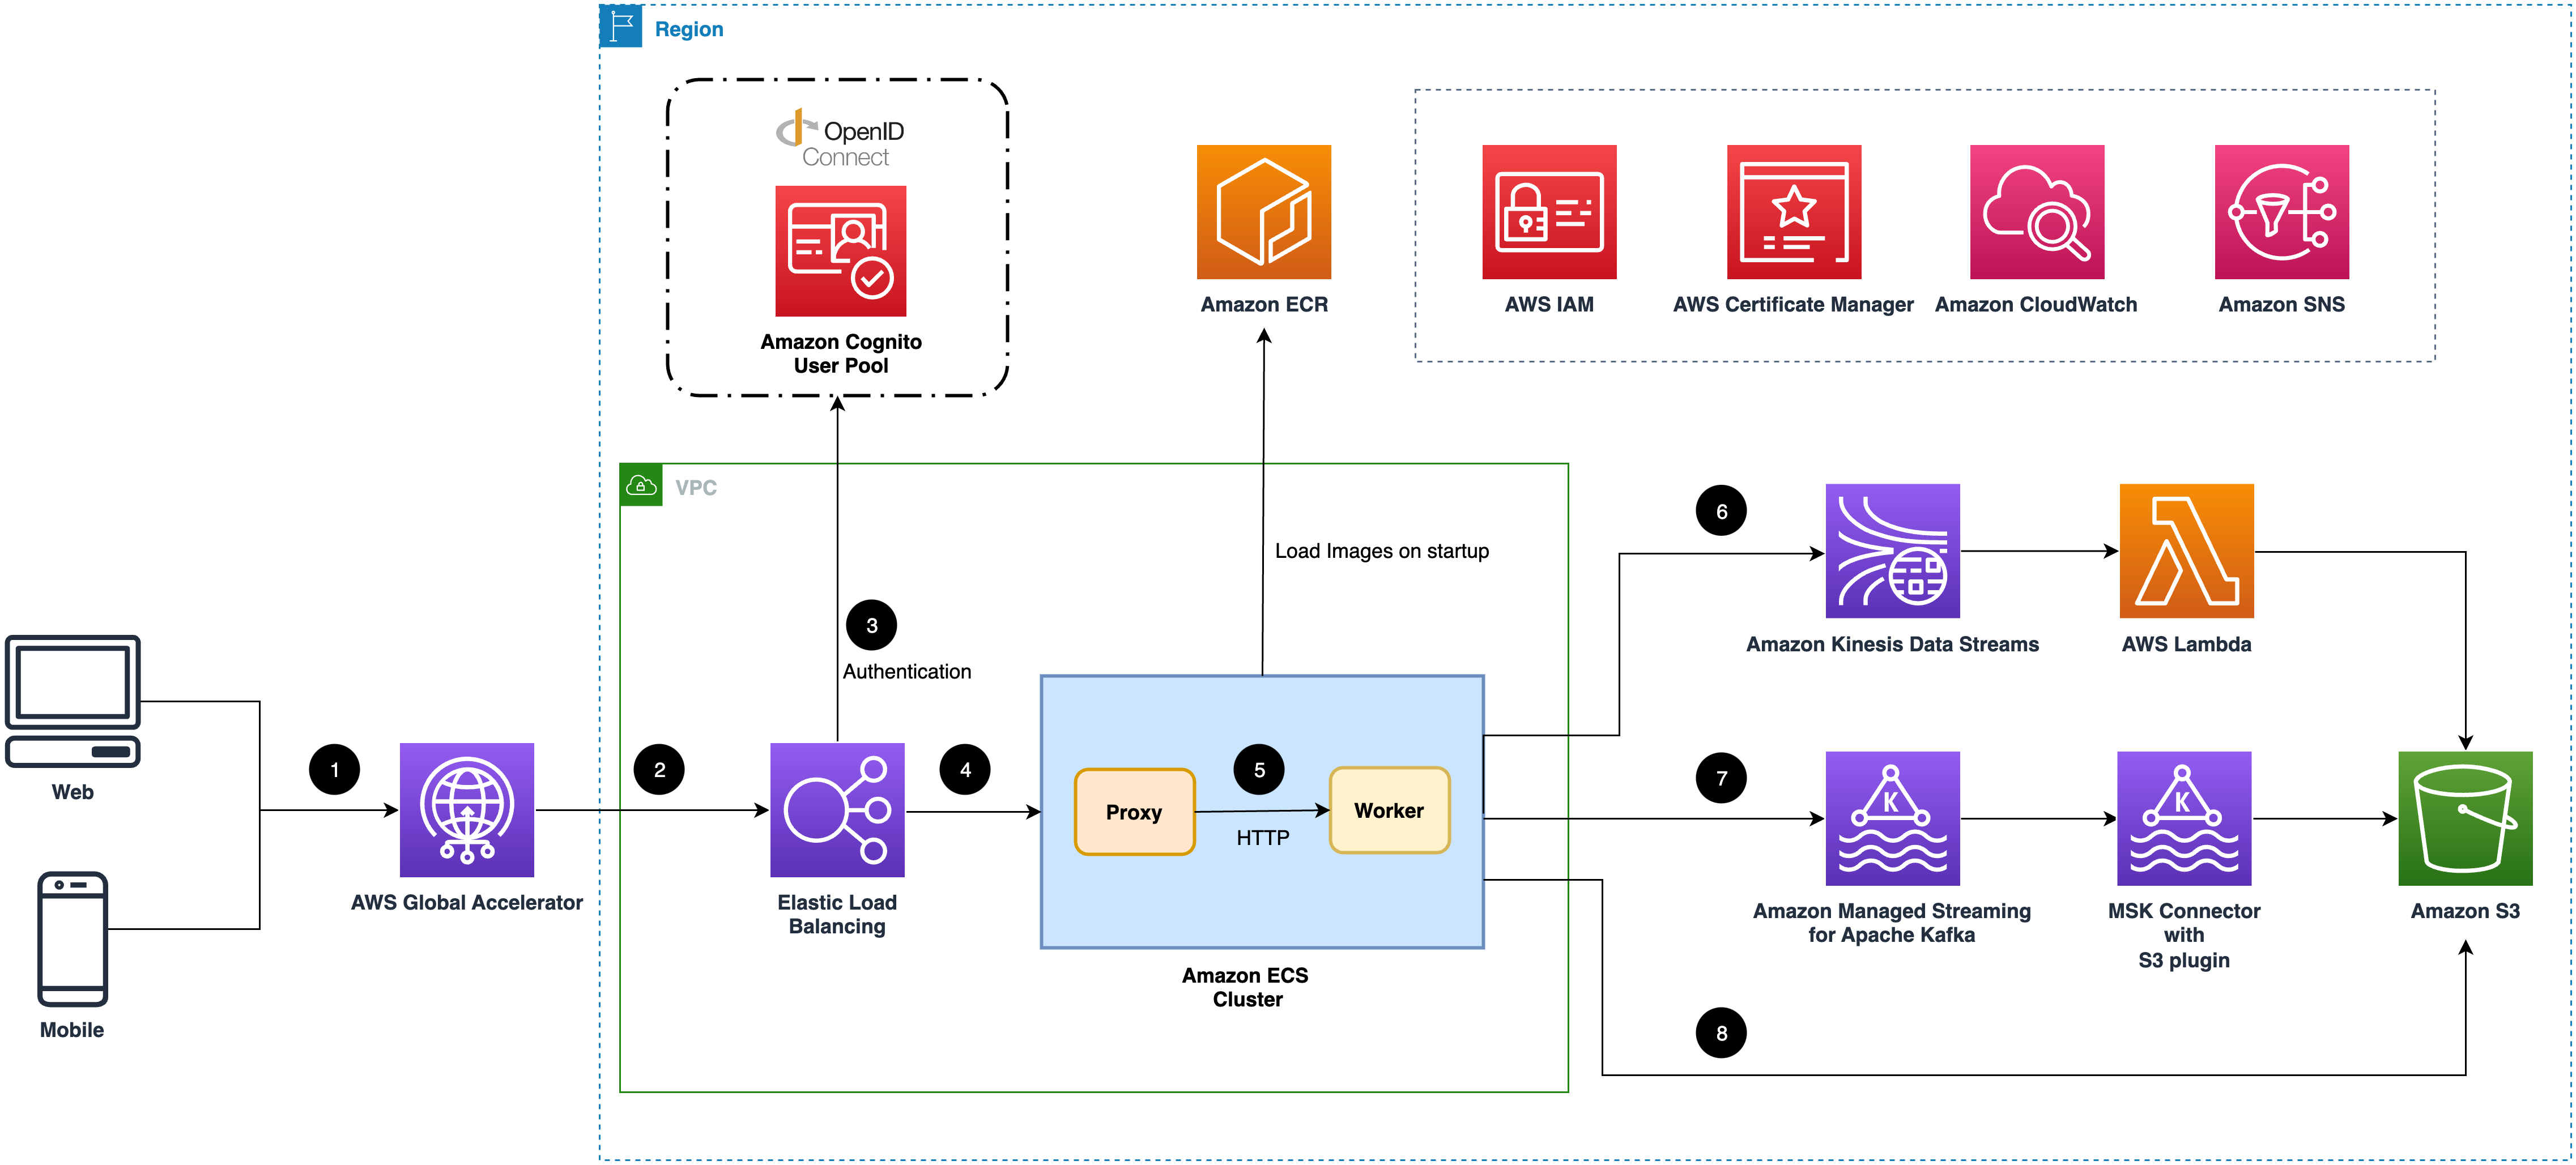 Region
OpenID
Connect
Amazon Cognito
User Pool
Amazon ECR
AWS IAM
AWS Certificate Manager
Amazon CloudWatch
Amazon SNS
VPC
Load Images on startup
6
Amazon Kinesis Data Streams
AWS Lambda
3
Authentication
Web
Mobile
1
AWS Global Accelerator
2
Elastic Load
Balancing
4
Proxy
5
HTTP
Worker
Amazon ECS
Cluster
7
K
Amazon Managed Streaming
for Apache Kafka
K
MSK Connector
with
S3 plugin
Amazon S3
8